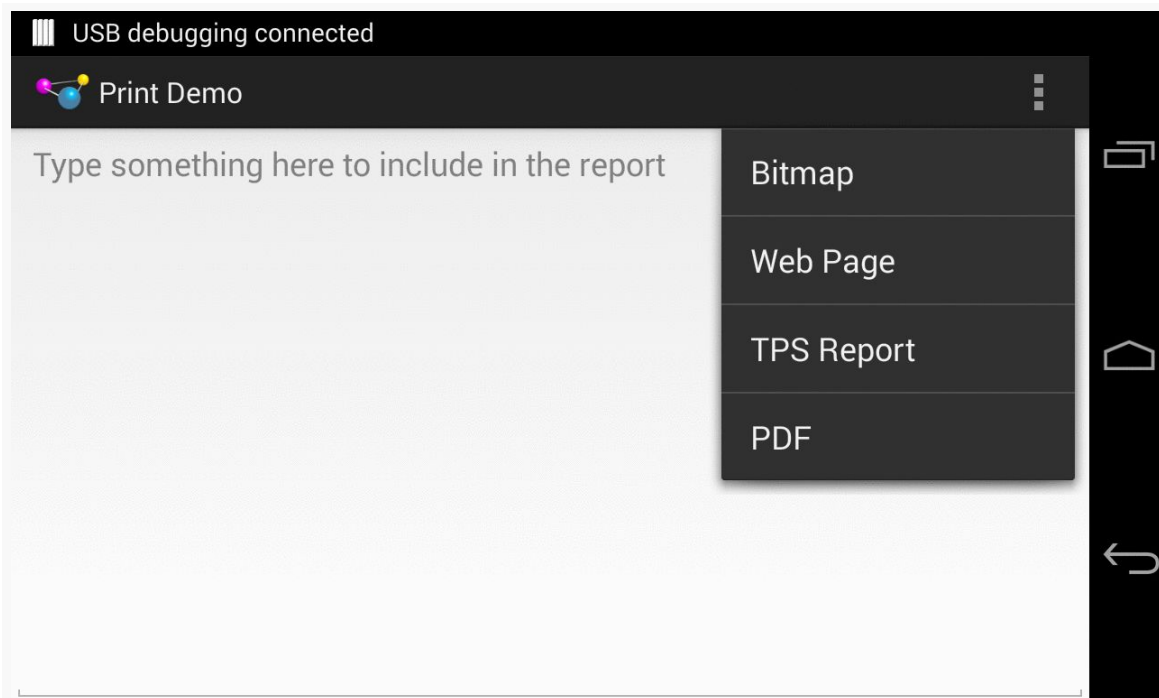 USB debugging connected
Print Demo
Type something here to include in the report
Bitmap
Web Page
TPS Report
PDF